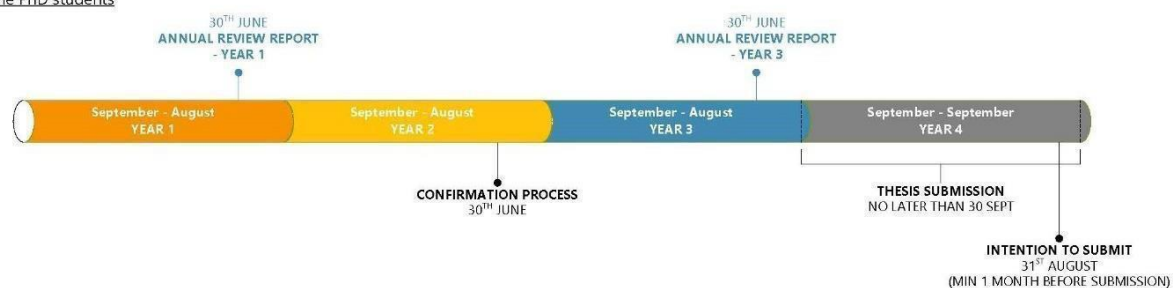 PhD students
30TH JUNE
ANNUAL REVIEW REPORT
- YEAR 1
30TH JUNE
ANNUAL REVIEW REPORT
- YEAR 3
September - August
YEAR 1
September - August
YEAR 2
September - August
YEAR 3
September - September
YEAR 4
CONFIRMATION PROCESS
30TH JUNE
THESIS SUBMISSION
NO LATER THAN 30 SEPT
INTENTION TO SUBMIT
31ST AUGUST
(MIN 1 MONTH BEFORE SUBMISSION)